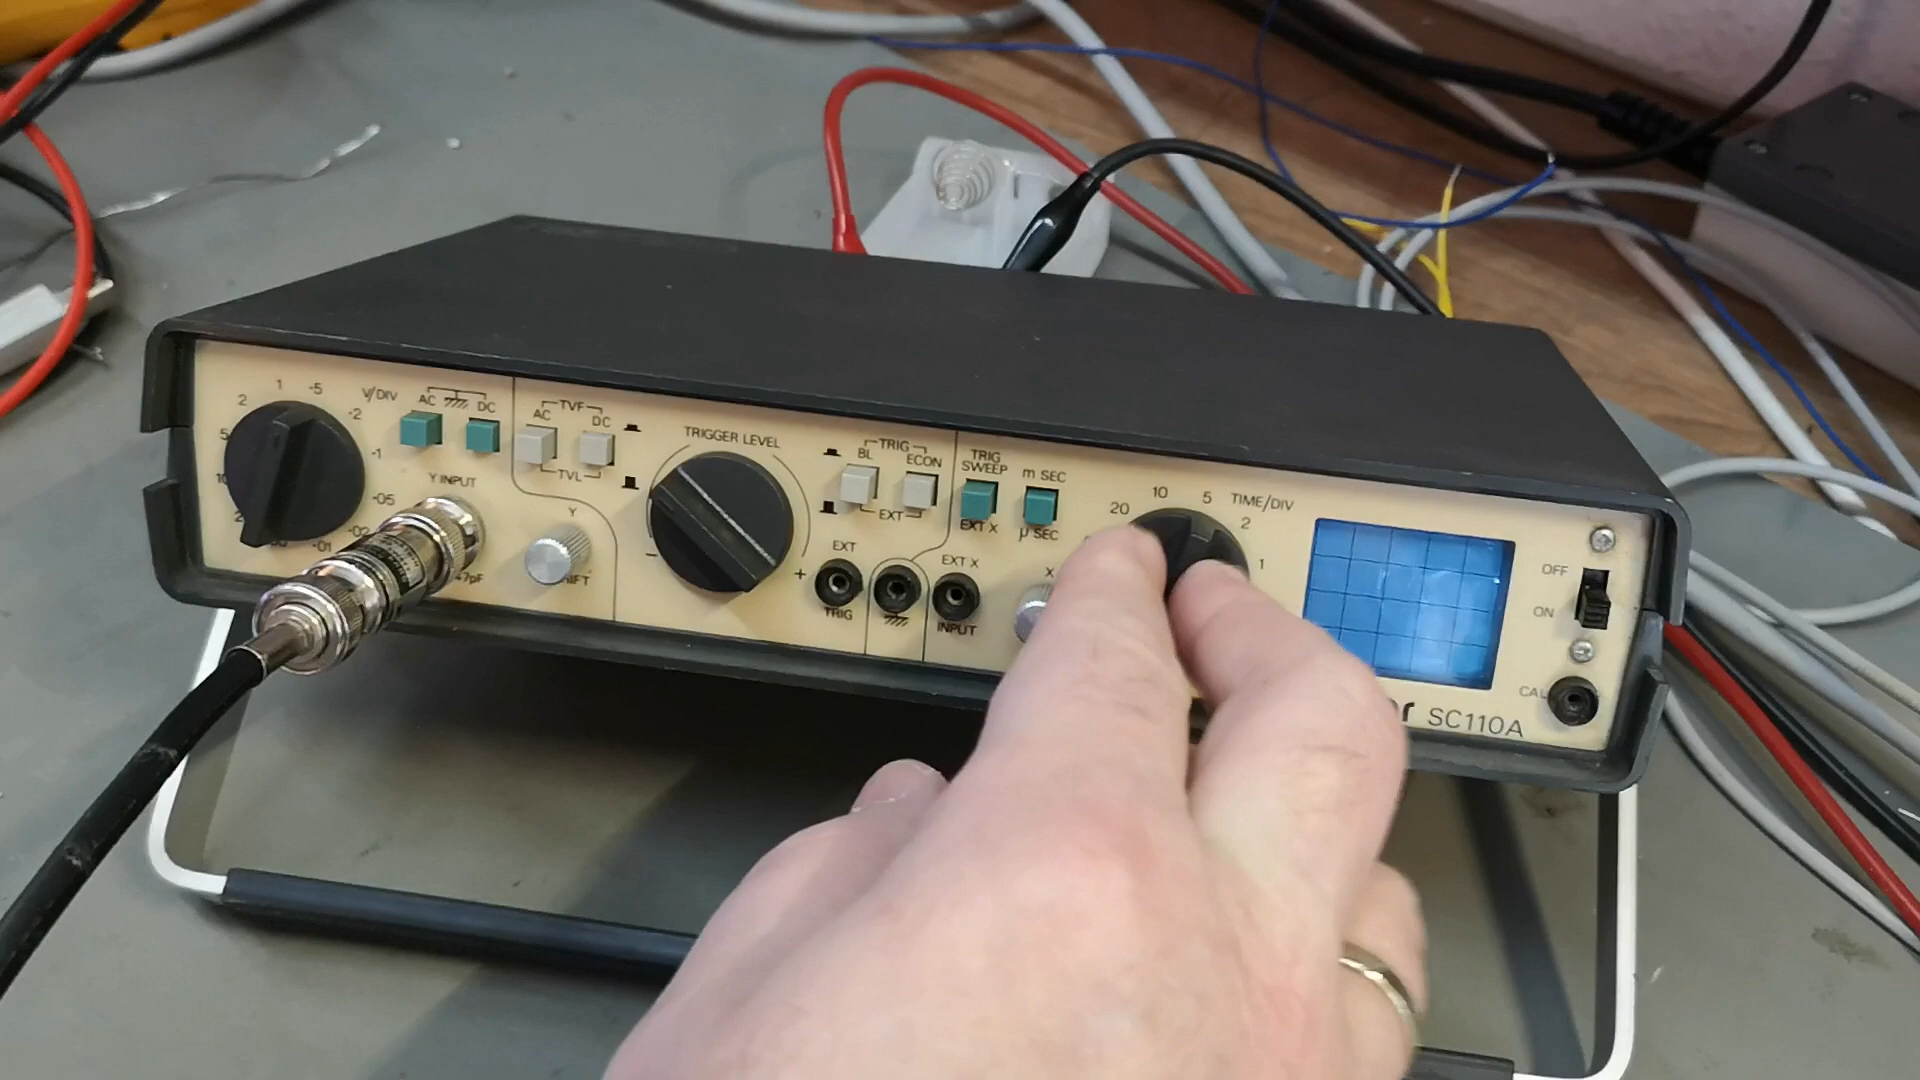 1 ·5
2 ·2
5 ·1
·05
·02
·01
V/DIV
AC DC
Y INPUT
47pF
AC TVF DC
TVL
Y
TRIGGER LEVEL
- +
TRIG
BL ECON
EXT
EXT
TRIG
TRIG
SWEEP
EXT X
m SEC
µ SEC
EXT X
INPUT
X
20 10 5 2 1
TIME/DIV
OFF
ON
CAL
SC110A